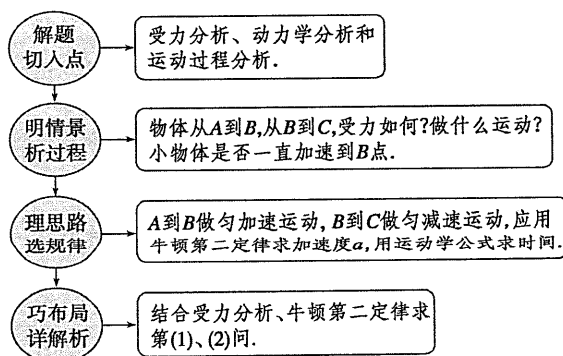 解题
切入点
受力分析、动力学分析和
运动过程分析.
明情景
析过程
物体从A到B,从B到C,受力如何?做什么运动?
小物体是否一直加速到B点.
理思路
选规律
A到B做匀加速运动,B到C做匀减速运动,应用
牛顿第二定律求加速度a,用运动学公式求时间.
巧布局
详解析
结合受力分析、牛顿第二定律求
第(1)、(2)问.